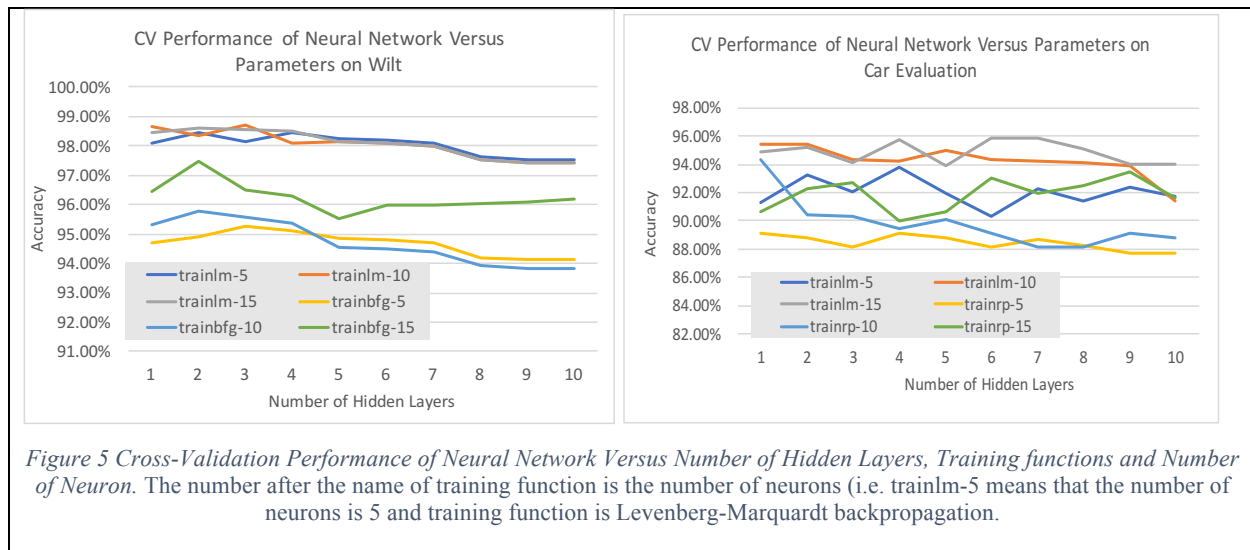 CV Performance of Neural Network Versus
Parameters on Wilt
100.00%
99.00%
98.00%
97.00%
96.00%
95.00%
94.00%
93.00%
92.00%
91.00%
Accuracy
trainlm-5
trainlm-10
trainlm-15
trainbfg-5
trainbfg-10
trainbfg-15
1 2 3 4 5 6 7 8 9 10
Number of Hidden Layers
CV Performance of Neural Network Versus Parameters on
Car Evaluation
98.00%
96.00%
94.00%
92.00%
90.00%
88.00%
86.00%
84.00%
82.00%
Accuracy
trainlm-5
trainlm-10
trainlm-15
trainrp-5
trainrp-10
trainrp-15
1 2 3 4 5 6 7 8 9 10
Number of Hidden Layers
Figure 5 Cross-Validation Performance of Neural Network Versus Number of Hidden Layers, Training functions and Number
of Neuron. The number after the name of training function is the number of neurons (i.e. trainlm-5 means that the number of
neurons is 5 and training function is Levenberg-Marquardt backpropagation.